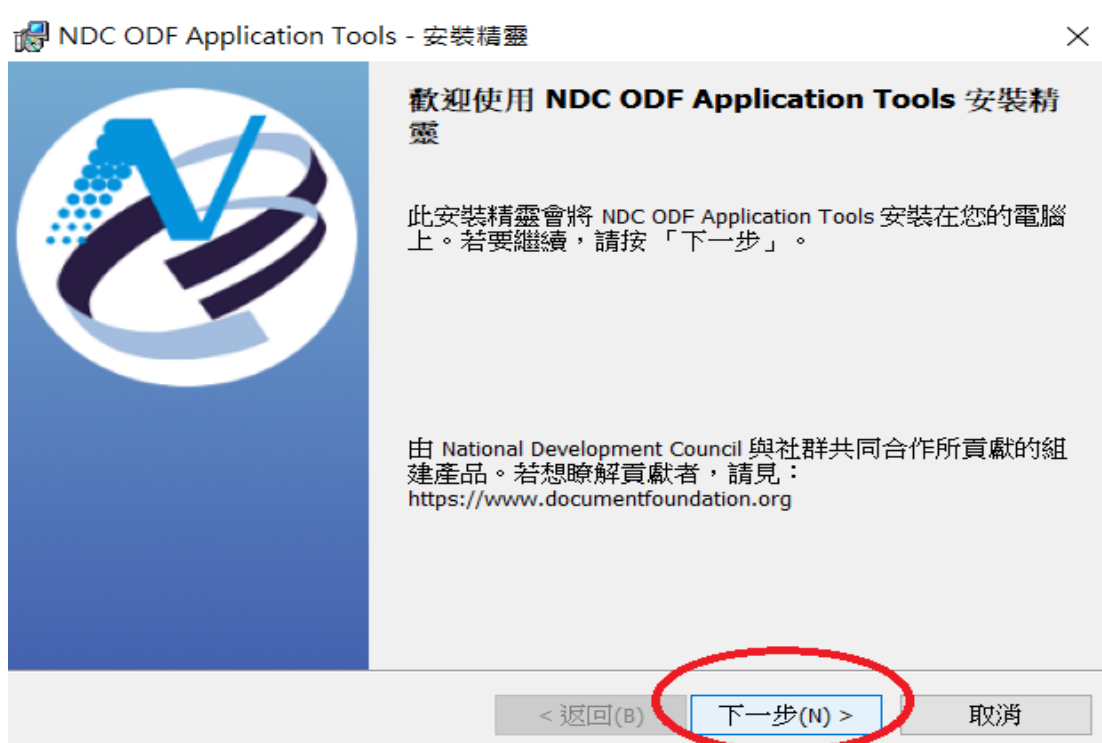 NDC ODF Application Tools - 安裝精靈
歡迎使用 NDC ODF Application Tools 安裝精
靈
此安裝精靈會將 NDC ODF Application Tools 安裝在您的電腦
上。若要繼續，請按「下一步」。
由 National Development Council 與社群共同合作所貢獻的組
建產品。若想瞭解貢獻者，請見：
https://www.documentfoundation.org
< 返回(B)
下一步(N) >
取消